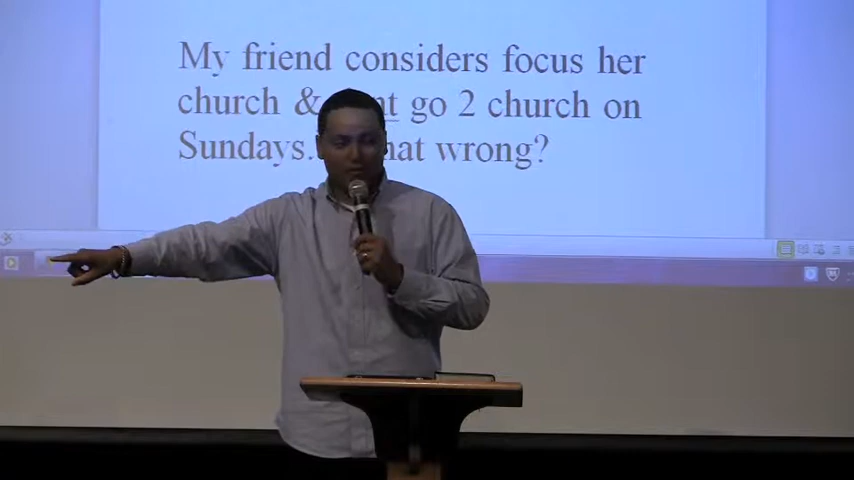 My friend considers focus her
church & go 2 church on
Sundays. wrong?